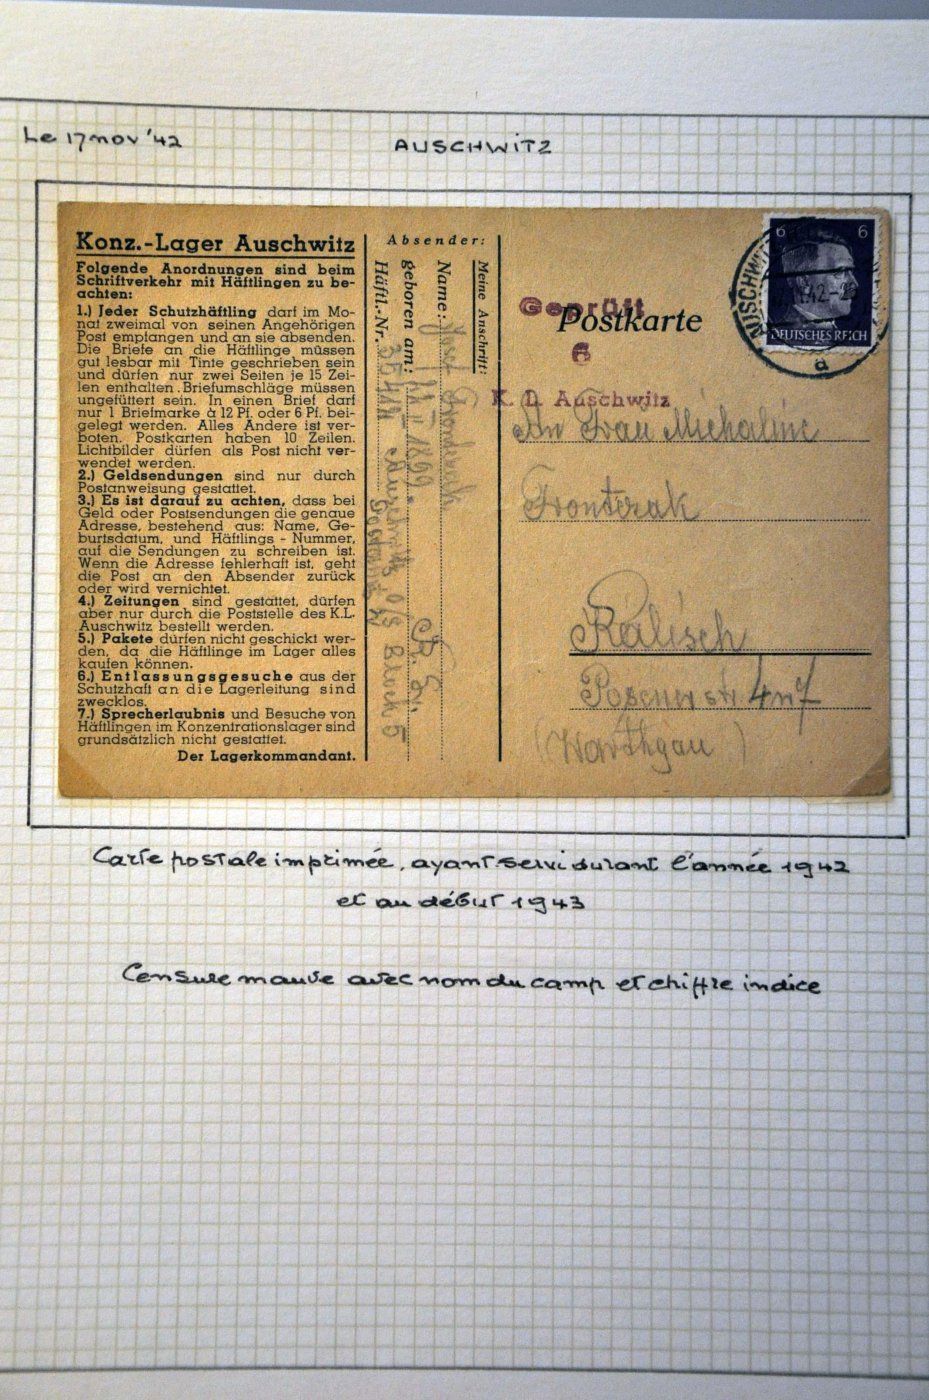 Le 17 nov '42
AUSCHWITZ
Konz.-Lager Auschwitz
Folgende Anordnungen sind beim
Schriftverkehr mit Häftlingen zu be-
achten:
1.) Jeder Schutzhäftling darf im Mo-
nat zweimal von seinen Angehörigen
Post empfangen und an sie absenden.
Die Briefe an die Häftlinge müssen
gut lesbar mit Tinte geschrieben sein
und dürfen nur zwei Seiten je 15 Zei-
len enthalten. Briefumschläge müssen
ungefüttert sein. In einen Brief darf
nur 1 Briefmarke à 12 Pf. oder 6 Pf. bei-
gelegt werden. Alles Andere ist ver-
boten. Postkarten haben 10 Zeilen.
Lichtbilder dürfen als Post nicht ver-
wendet werden.
2.) Geldsendungen sind nur durch
Postanweisung gestattet.
3.) Es ist darauf zu achten, dass bei
Geld oder Postsendungen die genaue
Adresse, bestehend aus: Name, Ge-
burtsdatum, und Häftlings - Nummer,
auf die Sendungen zu schreiben ist.
Wenn die Adresse fehlerhaft ist, geht
die Post an den Absender zurück
oder wird vernichtet.
4.) Zeitungen sind gestattet, dürfen
aber nur durch die Poststelle des K.L.
Auschwitz bestellt werden.
5.) Pakete dürfen nicht geschickt wer-
den, da die Häftlinge im Lager alles
kaufen können.
6.) Entlassungsgesuche aus der
Schutzhaft an die Lagerleitung sind
zwecklos.
7.) Sprecherlaubnis und Besuche von
Häftlingen im Konzentrationslager sind
grundsätzlich nicht gestattet.
Der Lagerkommandant.
Absender:
Meine Anschrift:
Name: Josef
geboren am:
Häftl.-Nr.
Auschwitz O/S Block 5
Postamt
Geprüft
6
K. L. Auschwitz
Postkarte
6 6
DEUTSCHES REICH
AUSCHWITZ
a
An Frau Michaline
Frontczak
Kalisch
Posener str. 4 m 7
(Warthgau)
Carte postale imprimée, ayant servi durant l'année 1942
et au début 1943
Censure mauve avec nom du camp et chiffre indice